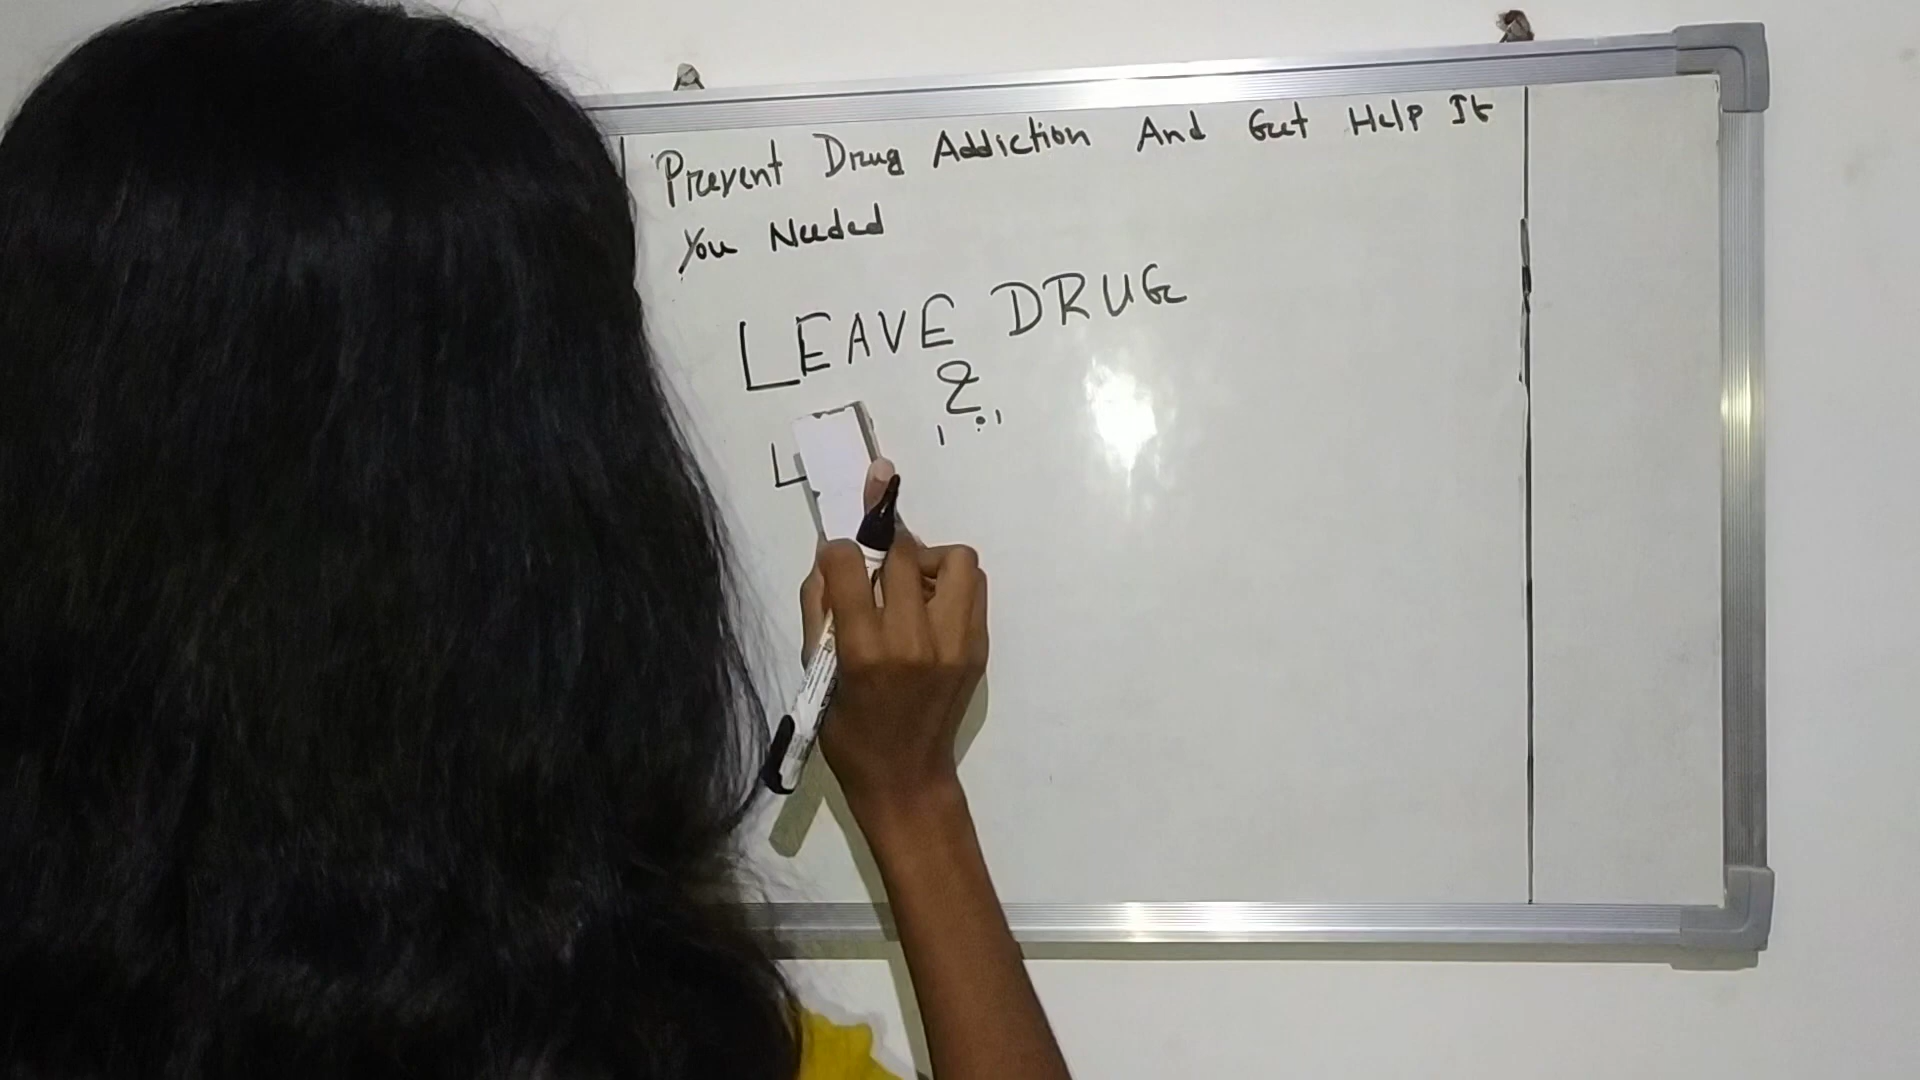 Prevent Drug Addiction And Get Help It
You Needed
LEAVE DRUG
&
L